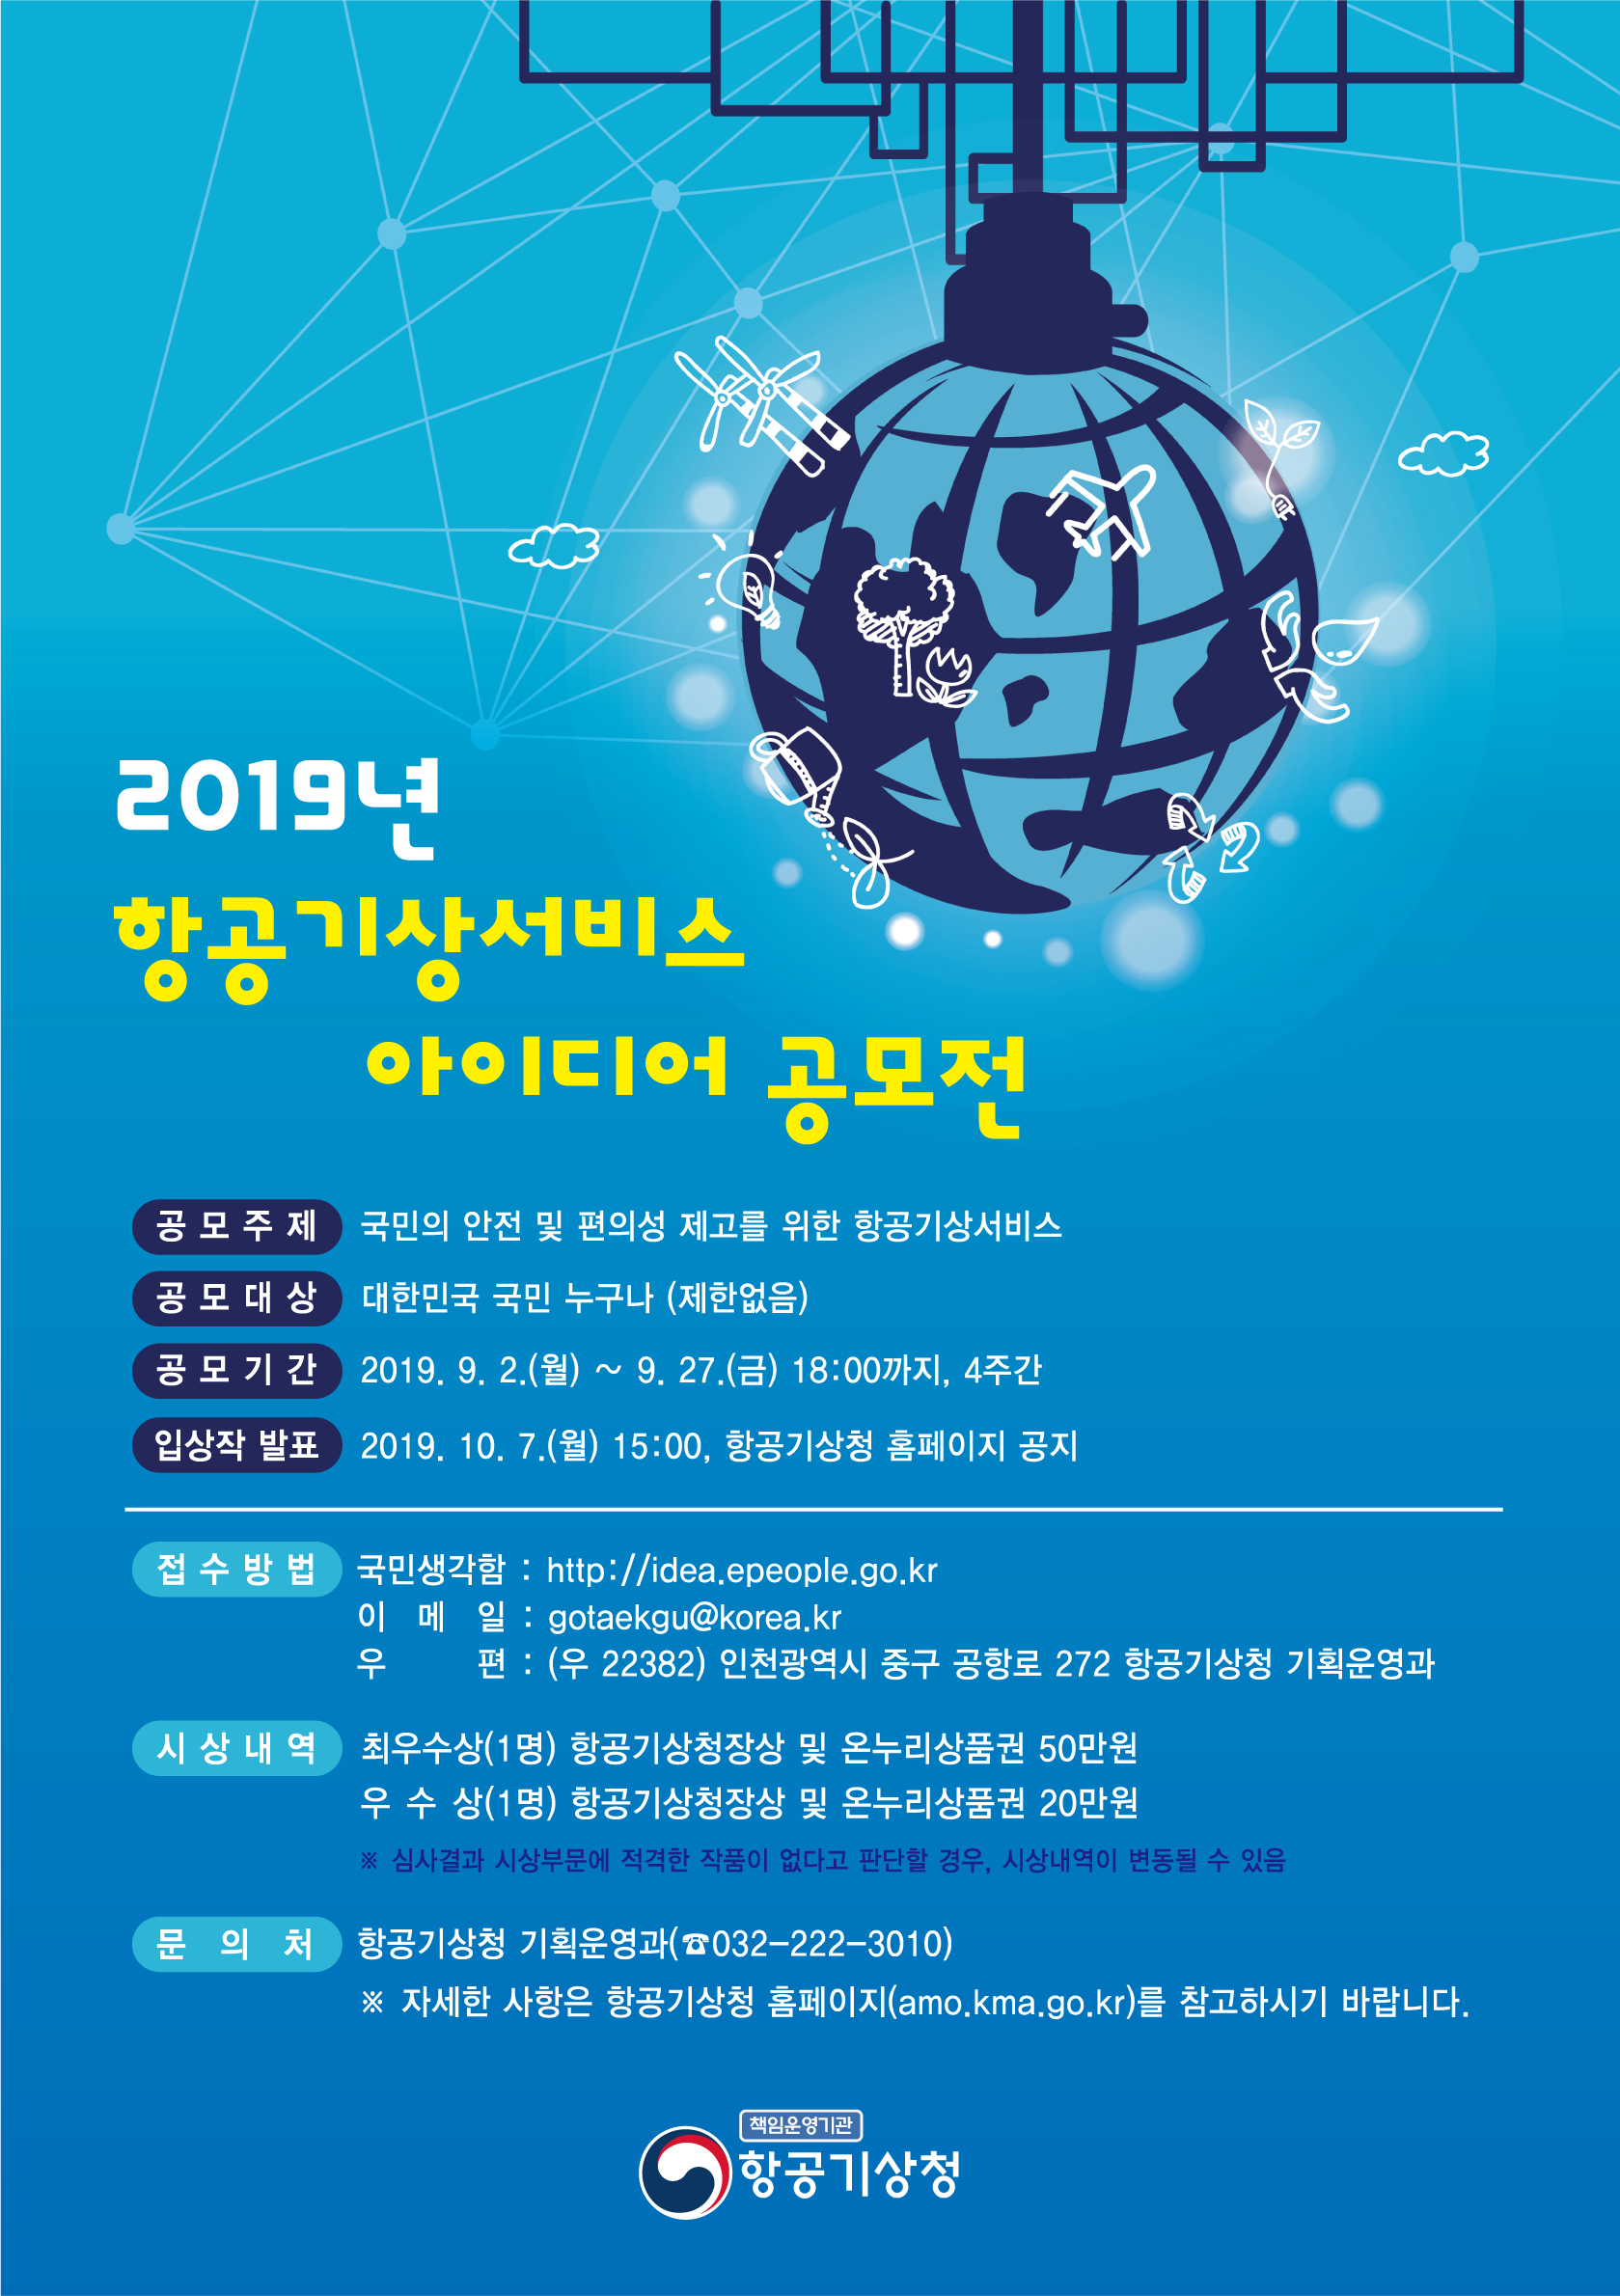 2019년
항공기상서비스
아이디어 공모전
공모주제 국민의 안전 및 편의성 제고를 위한 항공기상서비스
공모대상 대한민국 국민 누구나 (제한없음)
공모기간 2019. 9. 2.(월) ~ 9. 27.(금) 18:00까지, 4주간
입상작 발표 2019. 10. 7.(월) 15:00, 항공기상청 홈페이지 공지
접수방법 국민생각함 : http://idea.epeople.go.kr
이 메 일 : gotaekgu@korea.kr
우 편 : (우 22382) 인천광역시 중구 공항로 272 항공기상청 기획운영과
시상내역 최우수상(1명) 항공기상청장상 및 온누리상품권 50만원
우 수 상(1명) 항공기상청장상 및 온누리상품권 20만원
※ 심사결과 시상부문에 적격한 작품이 없다고 판단할 경우, 시상내역이 변동될 수 있음
문 의 처 항공기상청 기획운영과(☎032-222-3010)
※ 자세한 사항은 항공기상청 홈페이지(amo.kma.go.kr)를 참고하시기 바랍니다.
책임운영기관
항공기상청